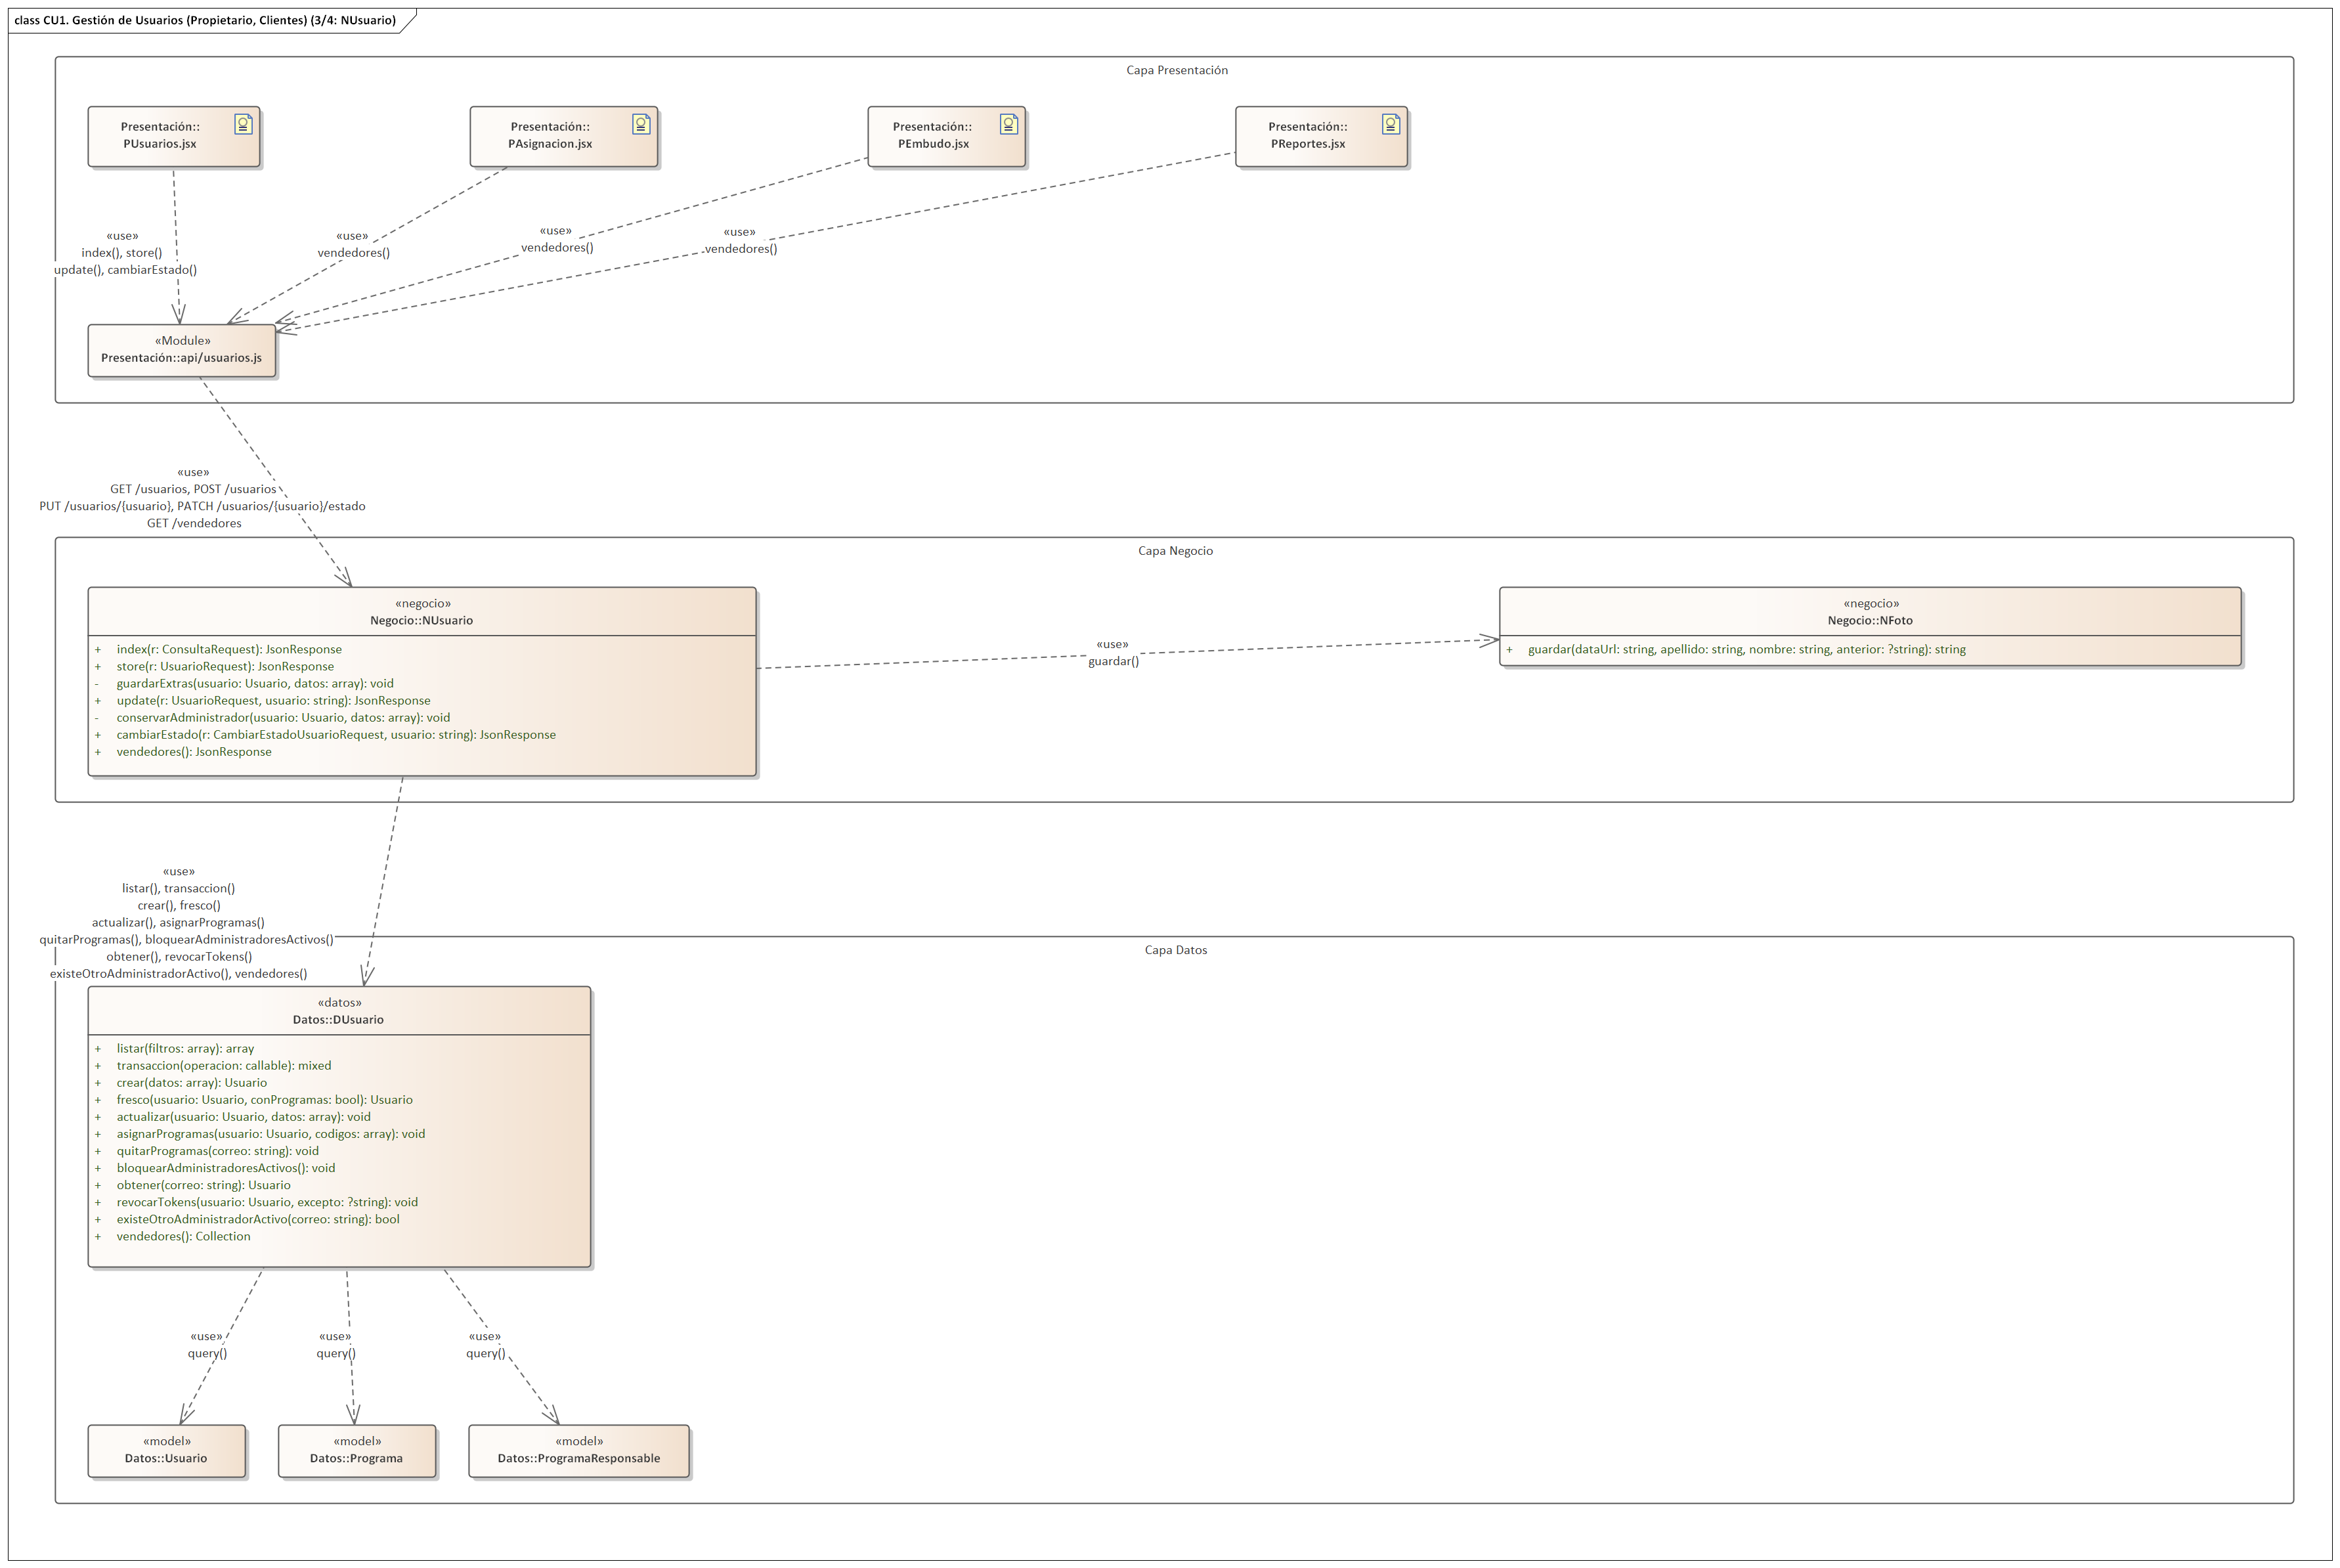 class CU1. Gestión de Usuarios (Propietario, Clientes) (3/4: NUsuario)
Capa Presentación
Presentación::
PUsuarios.jsx
Presentación::
PAsignacion.jsx
Presentación::
PEmbudo.jsx
Presentación::
PReportes.jsx
«use»
index(), store()
update(), cambiarEstado()
«use»
vendedores()
«use»
vendedores()
«use»
vendedores()
«Module»
Presentación::api/usuarios.js
«use»
GET /usuarios, POST /usuarios
PUT /usuarios/{usuario}, PATCH /usuarios/{usuario}/estado
GET /vendedores
Capa Negocio
«negocio»
Negocio::NUsuario
+ index(r: ConsultaRequest): JsonResponse
+ store(r: UsuarioRequest): JsonResponse
- guardarExtras(usuario: Usuario, datos: array): void
+ update(r: UsuarioRequest, usuario: string): JsonResponse
- conservarAdministrador(usuario: Usuario, datos: array): void
+ cambiarEstado(r: CambiarEstadoUsuarioRequest, usuario: string): JsonResponse
+ vendedores(): JsonResponse
«use»
guardar()
«negocio»
Negocio::NFoto
+ guardar(dataUrl: string, apellido: string, nombre: string, anterior: ?string): string
«use»
listar(), transaccion()
crear(), fresco()
actualizar(), asignarProgramas()
quitarProgramas(), bloquearAdministradoresActivos()
obtener(), revocarTokens()
existeOtroAdministradorActivo(), vendedores()
Capa Datos
«datos»
Datos::DUsuario
+ listar(filtros: array): array
+ transaccion(operacion: callable): mixed
+ crear(datos: array): Usuario
+ fresco(usuario: Usuario, conProgramas: bool): Usuario
+ actualizar(usuario: Usuario, datos: array): void
+ asignarProgramas(usuario: Usuario, codigos: array): void
+ quitarProgramas(correo: string): void
+ bloquearAdministradoresActivos(): void
+ obtener(correo: string): Usuario
+ revocarTokens(usuario: Usuario, excepto: ?string): void
+ existeOtroAdministradorActivo(correo: string): bool
+ vendedores(): Collection
«use»
query()
«use»
query()
«use»
query()
«model»
Datos::Usuario
«model»
Datos::Programa
«model»
Datos::ProgramaResponsable